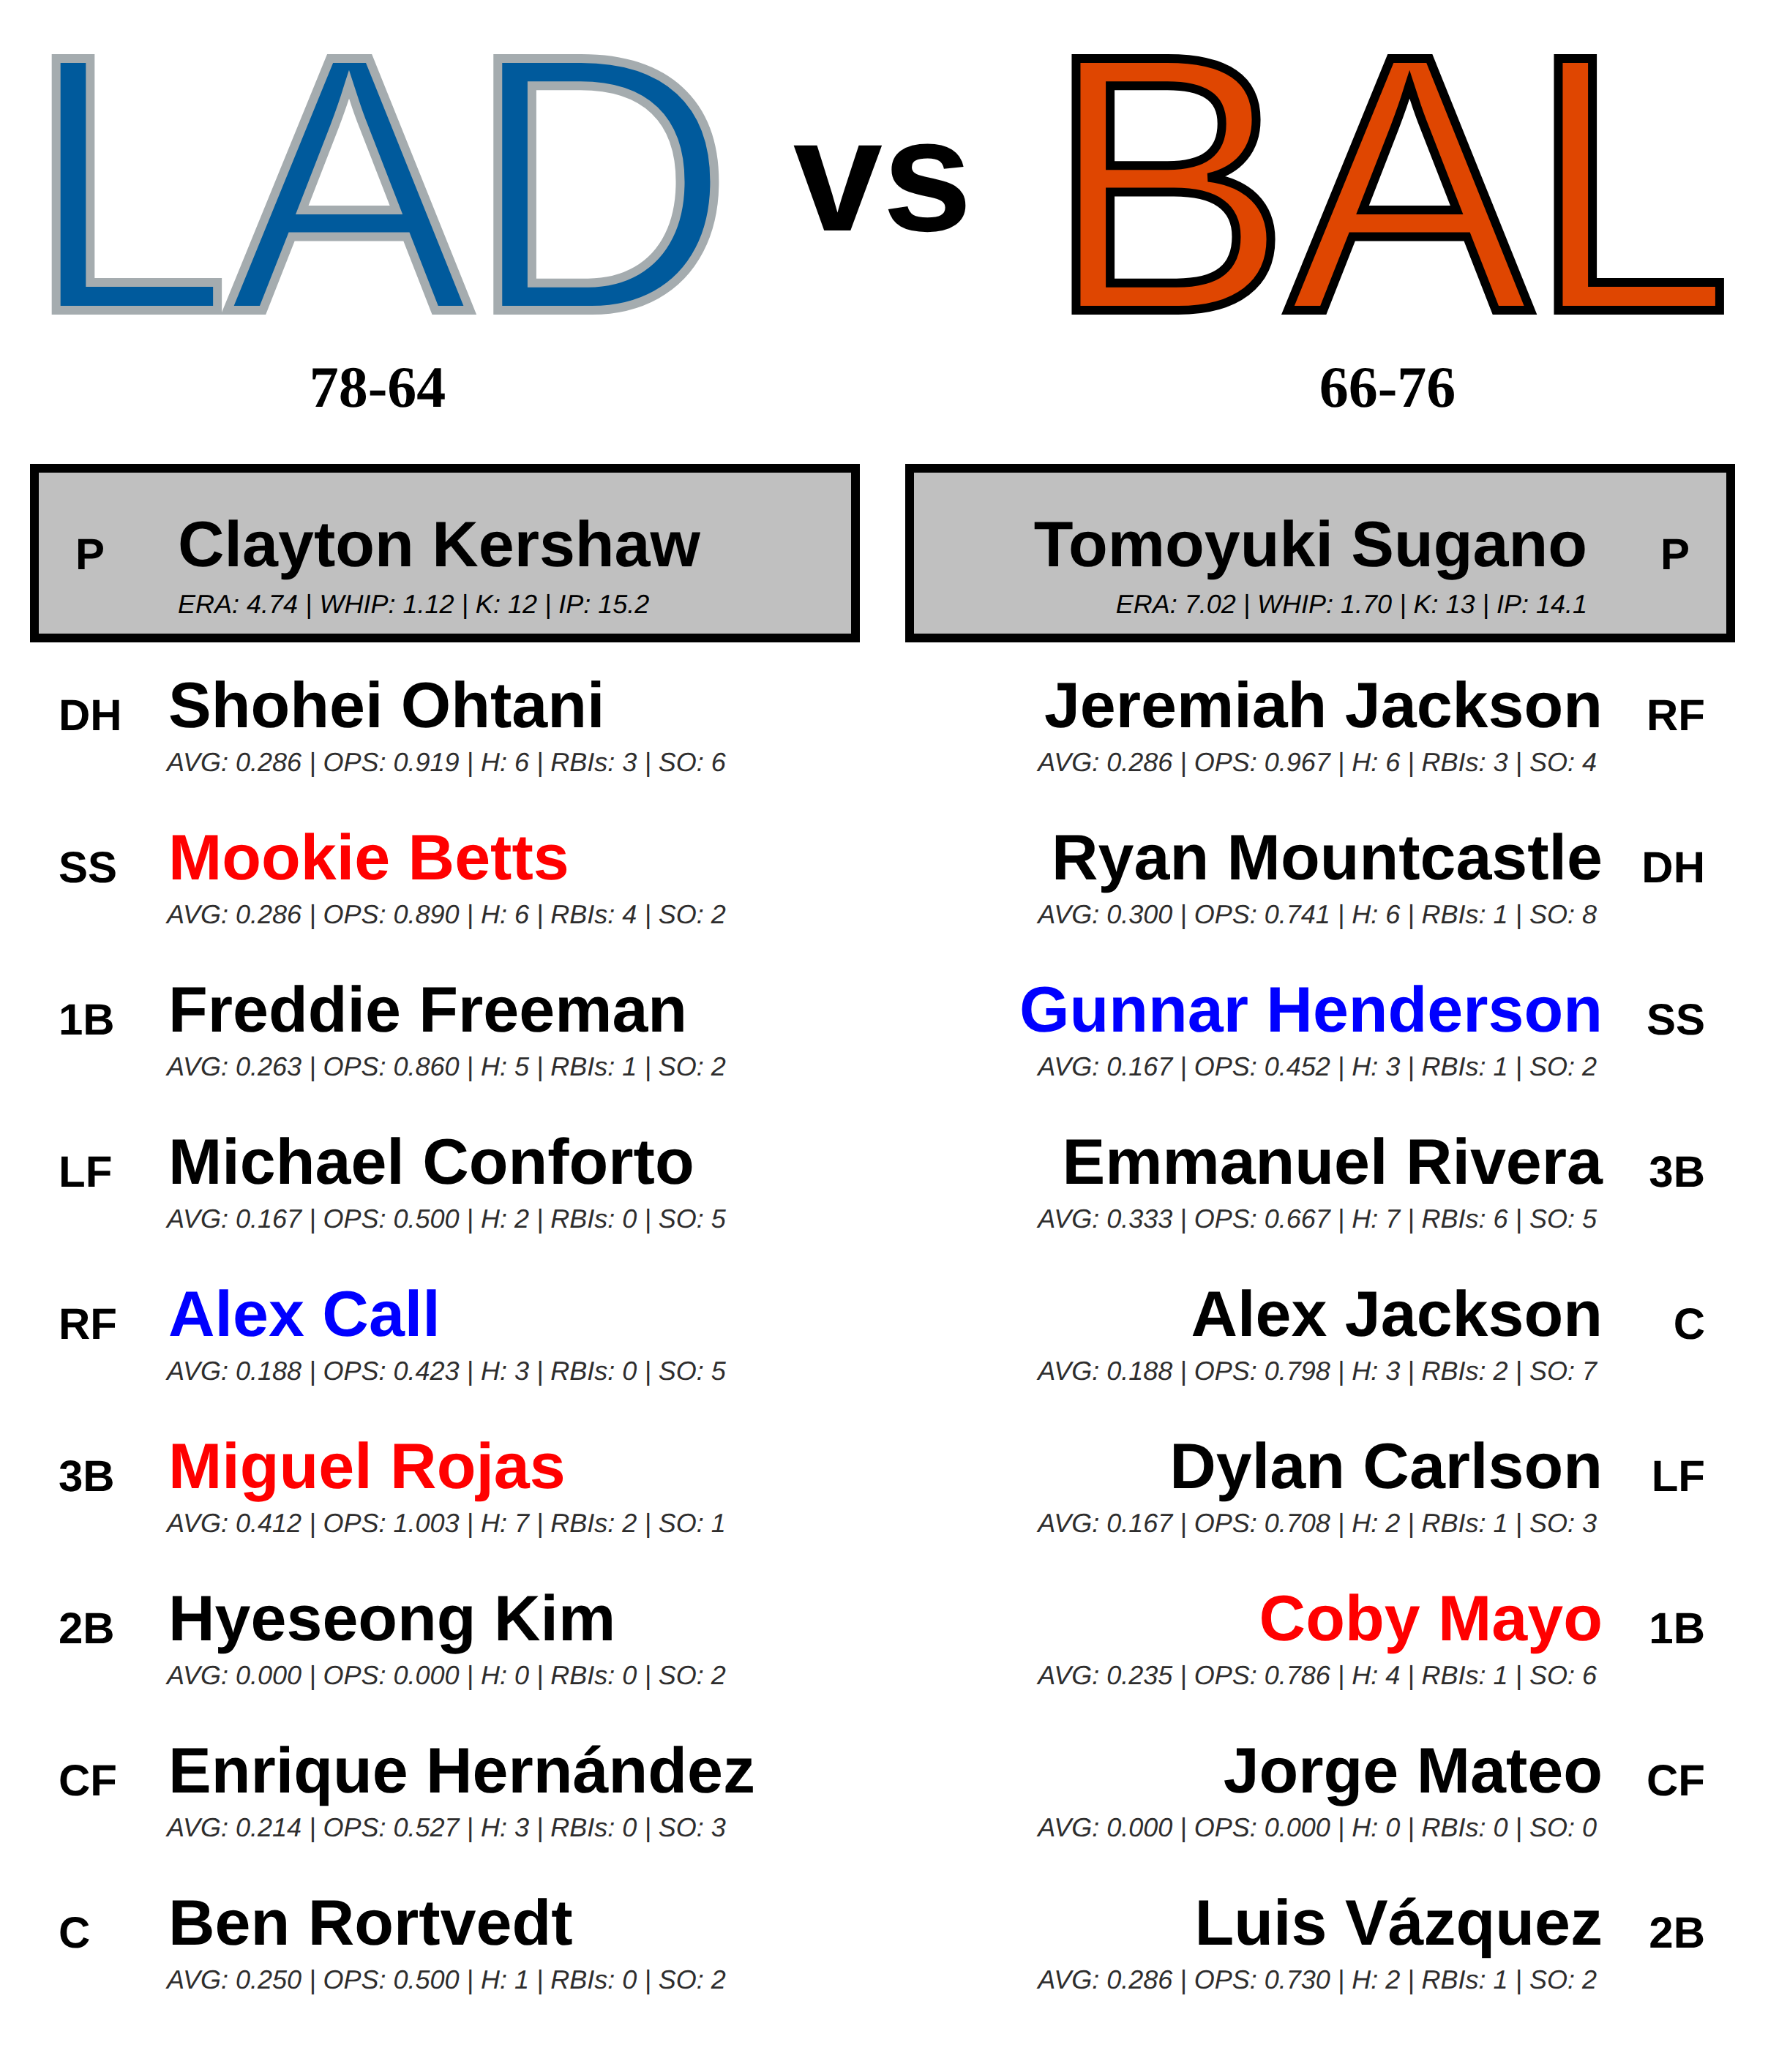 LAD vs BAL
78-64
66-76
P Clayton Kershaw
ERA: 4.74 | WHIP: 1.12 | K: 12 | IP: 15.2
Tomoyuki Sugano P
ERA: 7.02 | WHIP: 1.70 | K: 13 | IP: 14.1
DH Shohei Ohtani
AVG: 0.286 | OPS: 0.919 | H: 6 | RBIs: 3 | SO: 6
SS Mookie Betts
AVG: 0.286 | OPS: 0.890 | H: 6 | RBIs: 4 | SO: 2
1B Freddie Freeman
AVG: 0.263 | OPS: 0.860 | H: 5 | RBIs: 1 | SO: 2
LF Michael Conforto
AVG: 0.167 | OPS: 0.500 | H: 2 | RBIs: 0 | SO: 5
RF Alex Call
AVG: 0.188 | OPS: 0.423 | H: 3 | RBIs: 0 | SO: 5
3B Miguel Rojas
AVG: 0.412 | OPS: 1.003 | H: 7 | RBIs: 2 | SO: 1
2B Hyeseong Kim
AVG: 0.000 | OPS: 0.000 | H: 0 | RBIs: 0 | SO: 2
CF Enrique Hernández
AVG: 0.214 | OPS: 0.527 | H: 3 | RBIs: 0 | SO: 3
C Ben Rortvedt
AVG: 0.250 | OPS: 0.500 | H: 1 | RBIs: 0 | SO: 2
Jeremiah Jackson RF
AVG: 0.286 | OPS: 0.967 | H: 6 | RBIs: 3 | SO: 4
Ryan Mountcastle DH
AVG: 0.300 | OPS: 0.741 | H: 6 | RBIs: 1 | SO: 8
Gunnar Henderson SS
AVG: 0.167 | OPS: 0.452 | H: 3 | RBIs: 1 | SO: 2
Emmanuel Rivera 3B
AVG: 0.333 | OPS: 0.667 | H: 7 | RBIs: 6 | SO: 5
Alex Jackson C
AVG: 0.188 | OPS: 0.798 | H: 3 | RBIs: 2 | SO: 7
Dylan Carlson LF
AVG: 0.167 | OPS: 0.708 | H: 2 | RBIs: 1 | SO: 3
Coby Mayo 1B
AVG: 0.235 | OPS: 0.786 | H: 4 | RBIs: 1 | SO: 6
Jorge Mateo CF
AVG: 0.000 | OPS: 0.000 | H: 0 | RBIs: 0 | SO: 0
Luis Vázquez 2B
AVG: 0.286 | OPS: 0.730 | H: 2 | RBIs: 1 | SO: 2